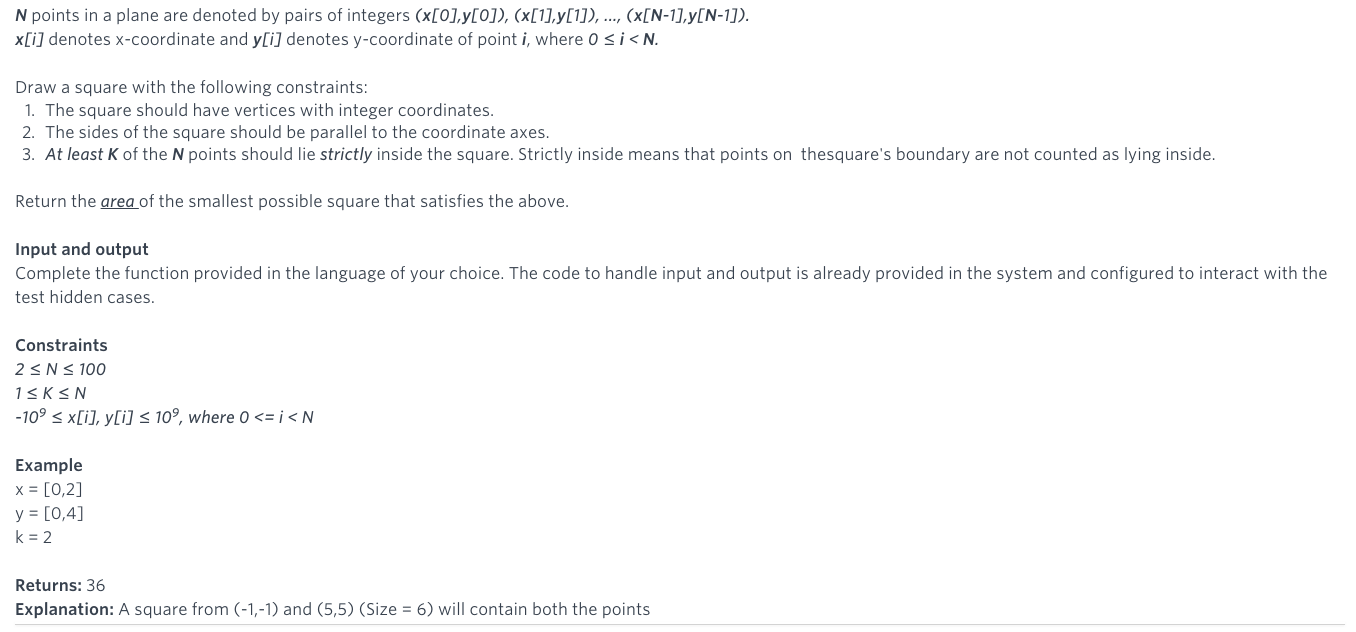 N points in a plane are denoted by pairs of integers (x[0],y[0]), (x[1],y[1]), ..., (x[N-1],y[N-1]).
x[i] denotes x-coordinate and y[i] denotes y-coordinate of point i, where 0 ≤ i < N.
Draw a square with the following constraints:
1. The square should have vertices with integer coordinates.
2. The sides of the square should be parallel to the coordinate axes.
3. At least K of the N points should lie strictly inside the square. Strictly inside means that points on thesquare's boundary are not counted as lying inside.
Return the area of the smallest possible square that satisfies the above.
Input and output
Complete the function provided in the language of your choice. The code to handle input and output is already provided in the system and configured to interact with the
test hidden cases.
Constraints
2 ≤ N ≤ 100
1 ≤ K ≤ N
-10⁹ ≤ x[i], y[i] ≤ 10⁹, where 0 <= i < N
Example
x = [0,2]
y = [0,4]
k = 2
Returns: 36
Explanation: A square from (-1,-1) and (5,5) (Size = 6) will contain both the points